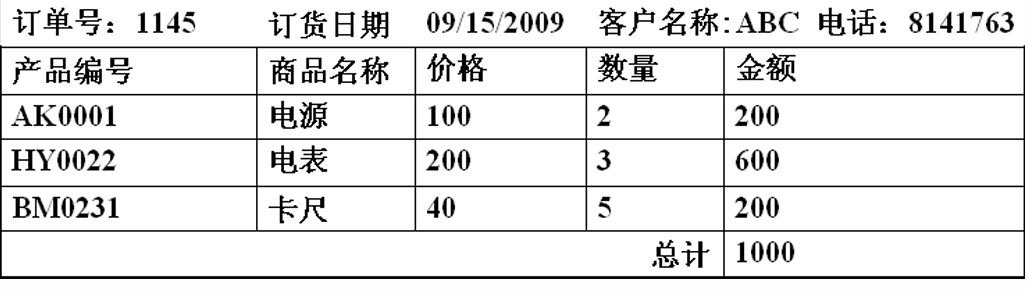 订单号：1145 订货日期 09/15/2009 客户名称:ABC 电话：8141763
产品编号 商品名称 价格 数量 金额
AK0001 电源 100 2 200
HY0022 电表 200 3 600
BM0231 卡尺 40 5 200
总计 1000